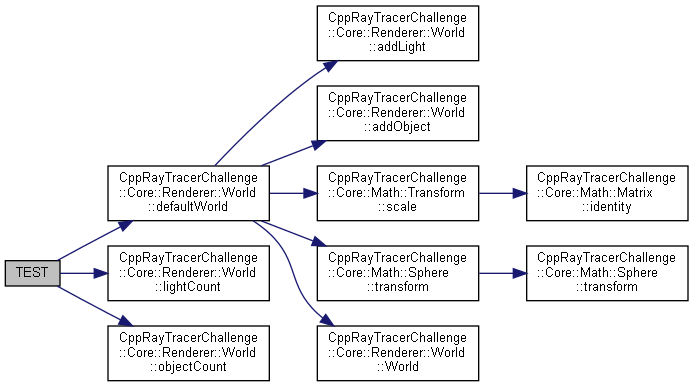 TEST
CppRayTracerChallenge
::Core::Renderer::World
::defaultWorld
CppRayTracerChallenge
::Core::Renderer::World
::lightCount
CppRayTracerChallenge
::Core::Renderer::World
::objectCount
CppRayTracerChallenge
::Core::Renderer::World
::addLight
CppRayTracerChallenge
::Core::Renderer::World
::addObject
CppRayTracerChallenge
::Core::Math::Transform
::scale
CppRayTracerChallenge
::Core::Math::Sphere
::transform
CppRayTracerChallenge
::Core::Renderer::World
::World
CppRayTracerChallenge
::Core::Math::Matrix
::identity
CppRayTracerChallenge
::Core::Math::Sphere
::transform